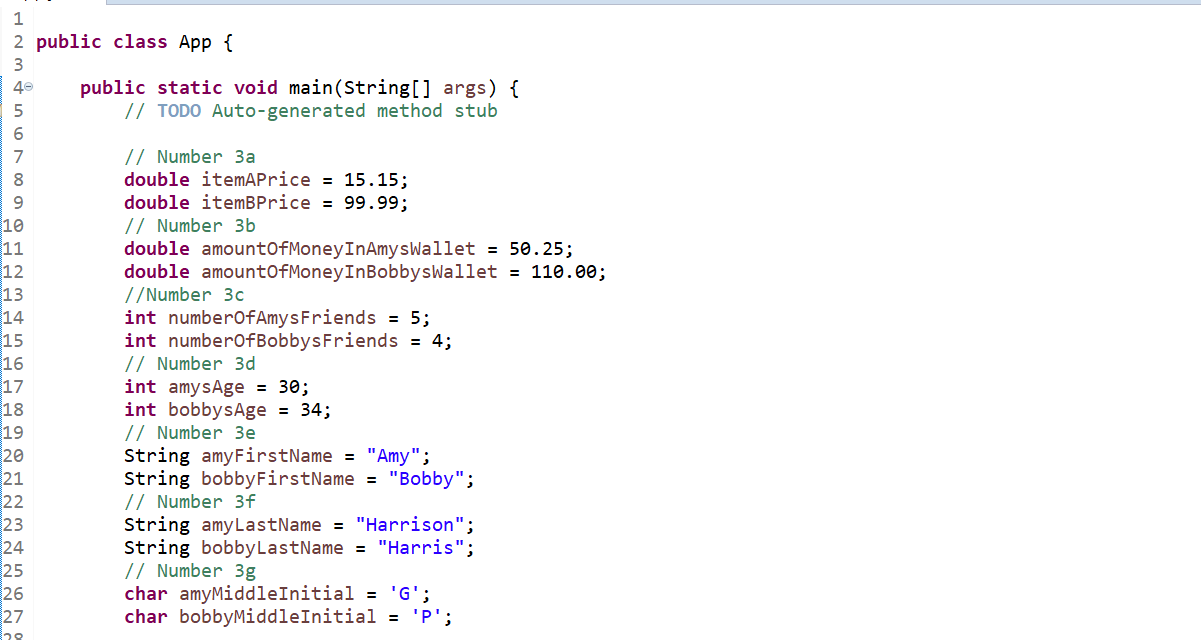 1
2 public class App {
3
4 public static void main(String[] args) {
5 // TODO Auto-generated method stub
6
7 // Number 3a
8 double itemAPrice = 15.15;
9 double itemBPrice = 99.99;
10 // Number 3b
11 double amountOfMoneyInAmysWallet = 50.25;
12 double amountOfMoneyInBobbysWallet = 110.00;
13 //Number 3c
14 int numberOfAmysFriends = 5;
15 int numberOfBobbysFriends = 4;
16 // Number 3d
17 int amysAge = 30;
18 int bobbysAge = 34;
19 // Number 3e
20 String amyFirstName = "Amy";
21 String bobbyFirstName = "Bobby";
22 // Number 3f
23 String amyLastName = "Harrison";
24 String bobbyLastName = "Harris";
25 // Number 3g
26 char amyMiddleInitial = 'G';
27 char bobbyMiddleInitial = 'P';
28